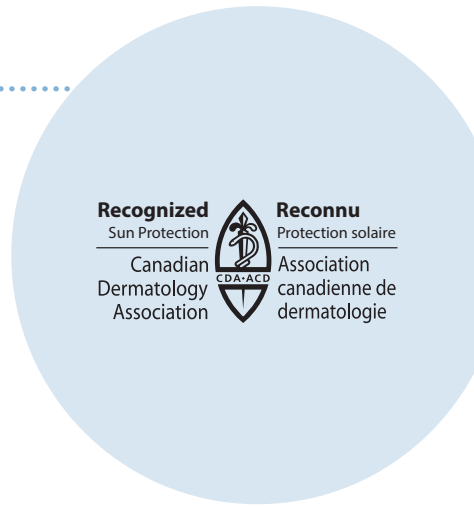 Recognized
Sun Protection
Canadian
Dermatology
Association
CDA•ACD
Reconnu
Protection solaire
Association
canadienne de
dermatologie